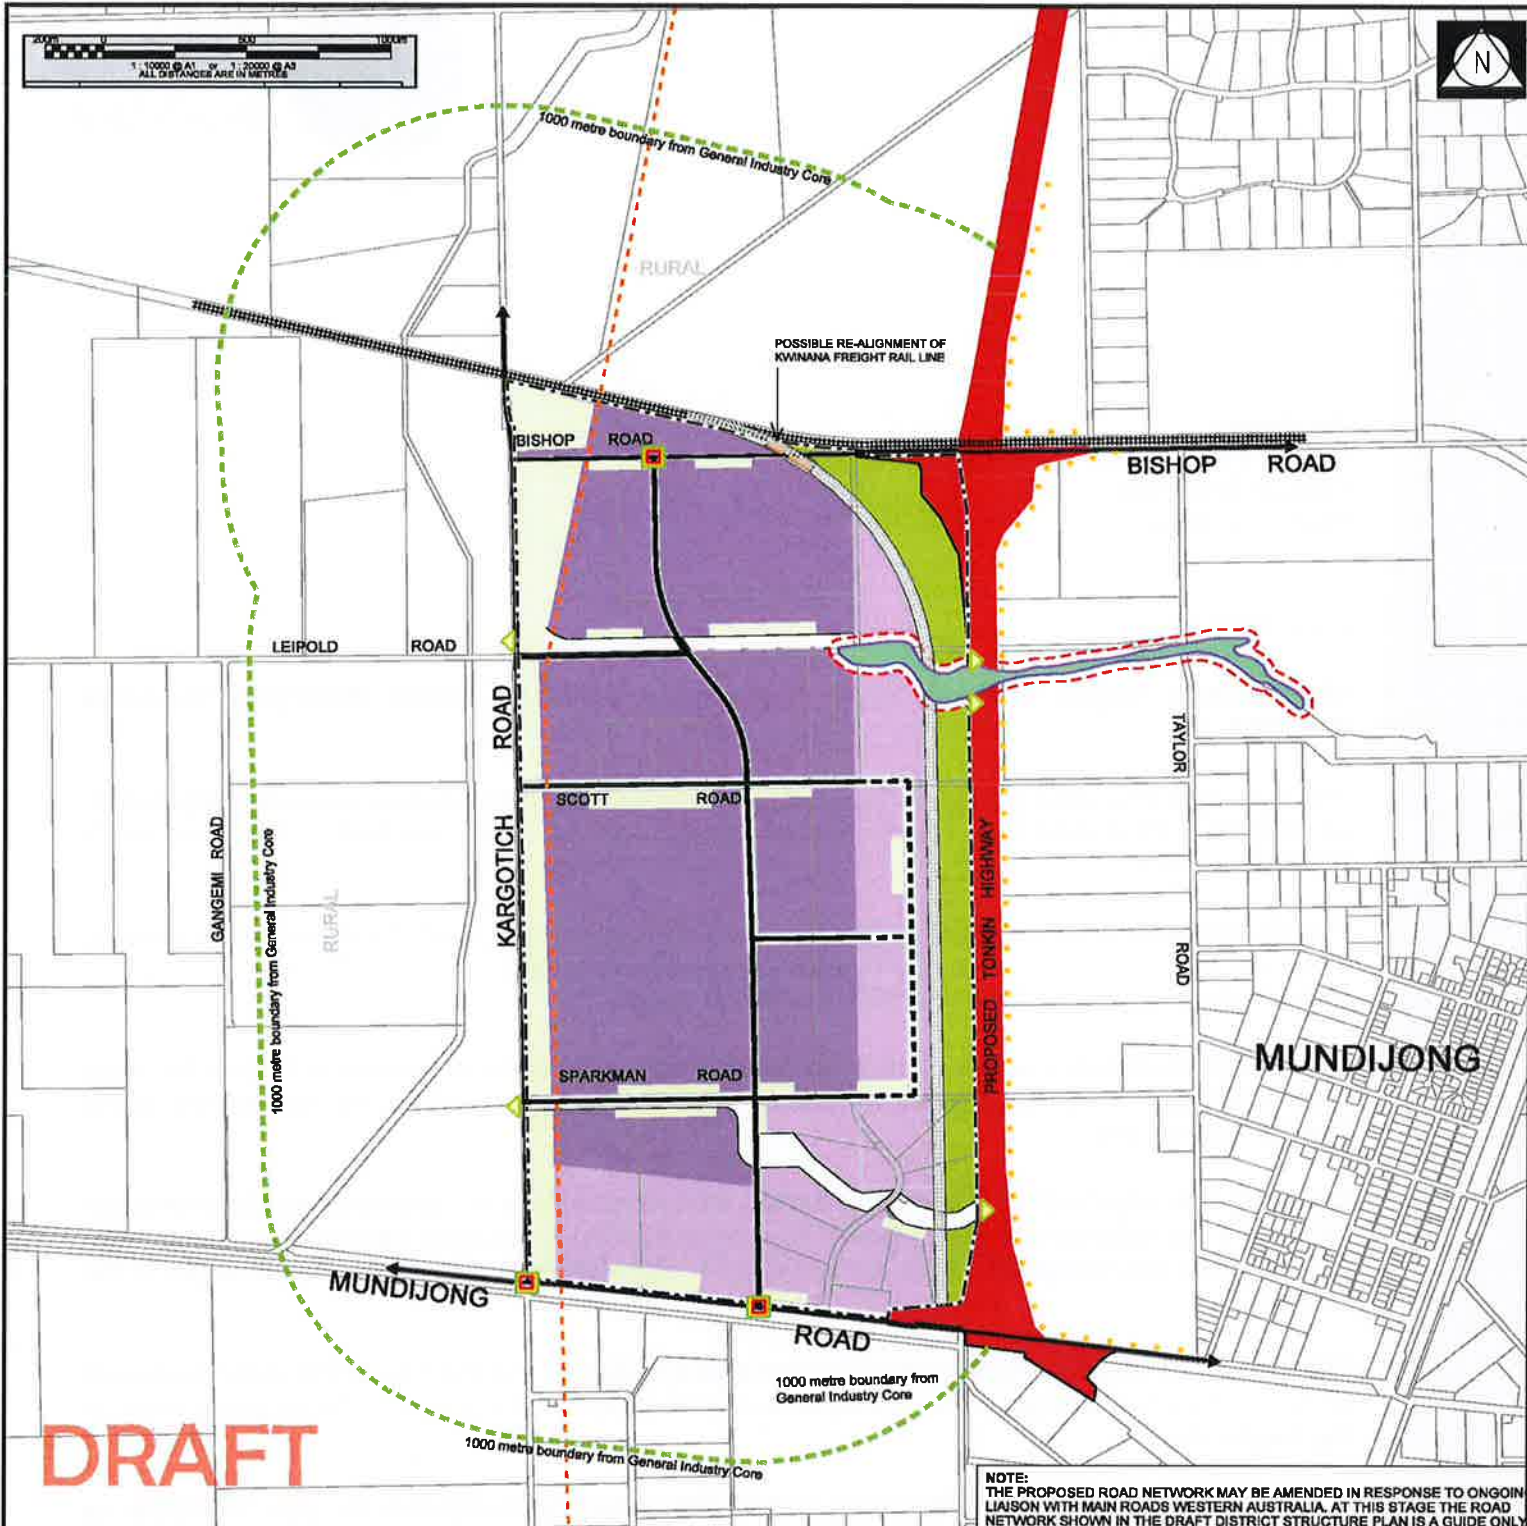 200m 0 500 1000m
1 : 10000 @ A1 or 1 : 20000 @ A3
ALL DISTANCES ARE IN METRES
N
1000 metre boundary from General Industry Core
RURAL
POSSIBLE RE-ALIGNMENT OF
KWINANA FREIGHT RAIL LINE
BISHOP ROAD
BISHOP ROAD
LEIPOLD ROAD
KARGOTICH ROAD
TAYLOR ROAD
SCOTT ROAD
GANGEMI ROAD
1000 metre boundary from General Industry Core
RURAL
PROPOSED TONKIN HIGHWAY
MUNDIJONG
SPARKMAN ROAD
MUNDIJONG ROAD
1000 metre boundary from
General Industry Core
1000 metre boundary from General Industry Core
DRAFT
NOTE:
THE PROPOSED ROAD NETWORK MAY BE AMENDED IN RESPONSE TO ONGOIN
LIAISON WITH MAIN ROADS WESTERN AUSTRALIA. AT THIS STAGE THE ROAD
NETWORK SHOWN IN THE DRAFT DISTRICT STRUCTURE PLAN IS A GUIDE ONLY